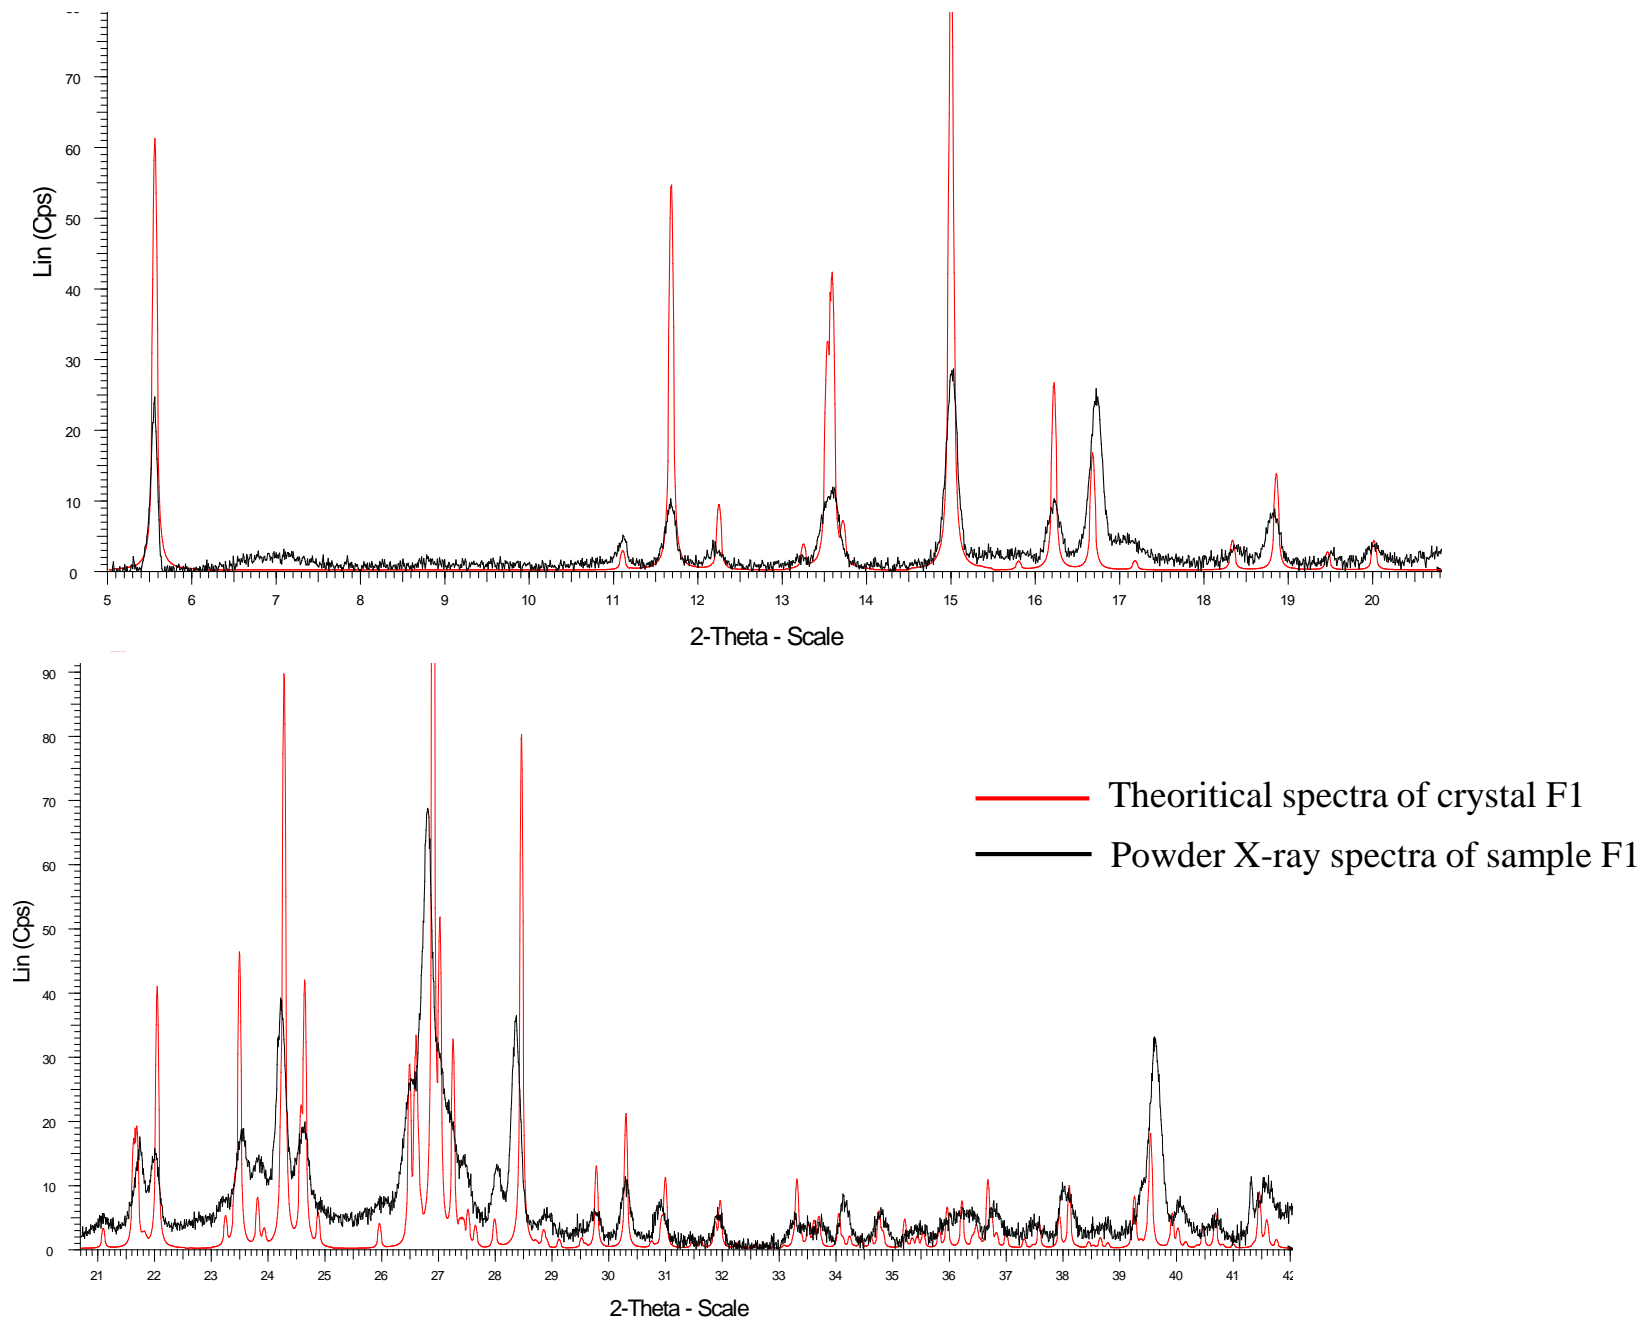 70
60
50
40
30
20
10
0
Lin (Cps)
5 6 7 8 9 10 11 12 13 14 15 16 17 18 19 20
2-Theta - Scale
90
80
70
60
50
40
30
20
10
0
Lin (Cps)
Theoritical spectra of crystal F1
Powder X-ray spectra of sample F1
21 22 23 24 25 26 27 28 29 30 31 32 33 34 35 36 37 38 39 40 41 42
2-Theta - Scale